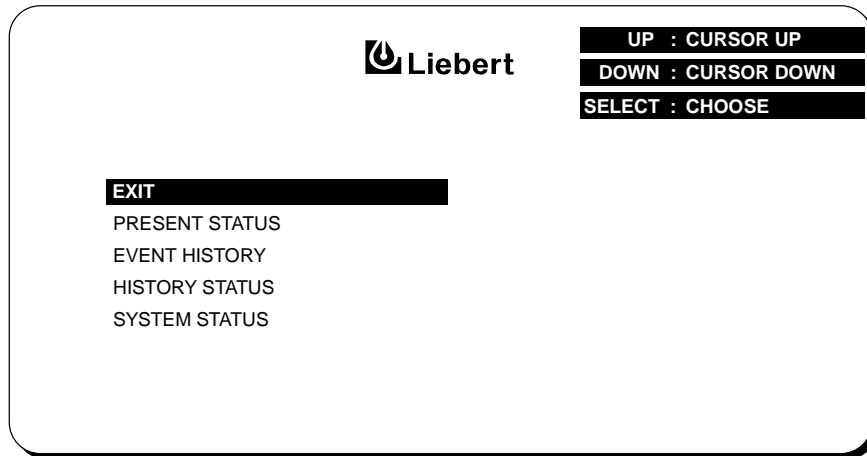 Liebert
UP : CURSOR UP
DOWN : CURSOR DOWN
SELECT : CHOOSE
EXIT
PRESENT STATUS
EVENT HISTORY
HISTORY STATUS
SYSTEM STATUS